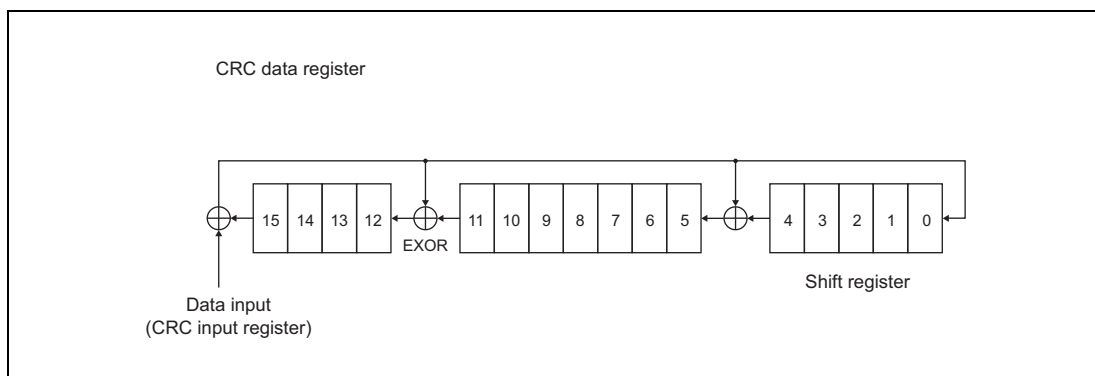 CRC data register
15 14 13 12 11 10 9 8 7 6 5 4 3 2 1 0
EXOR
Shift register
Data input
(CRC input register)